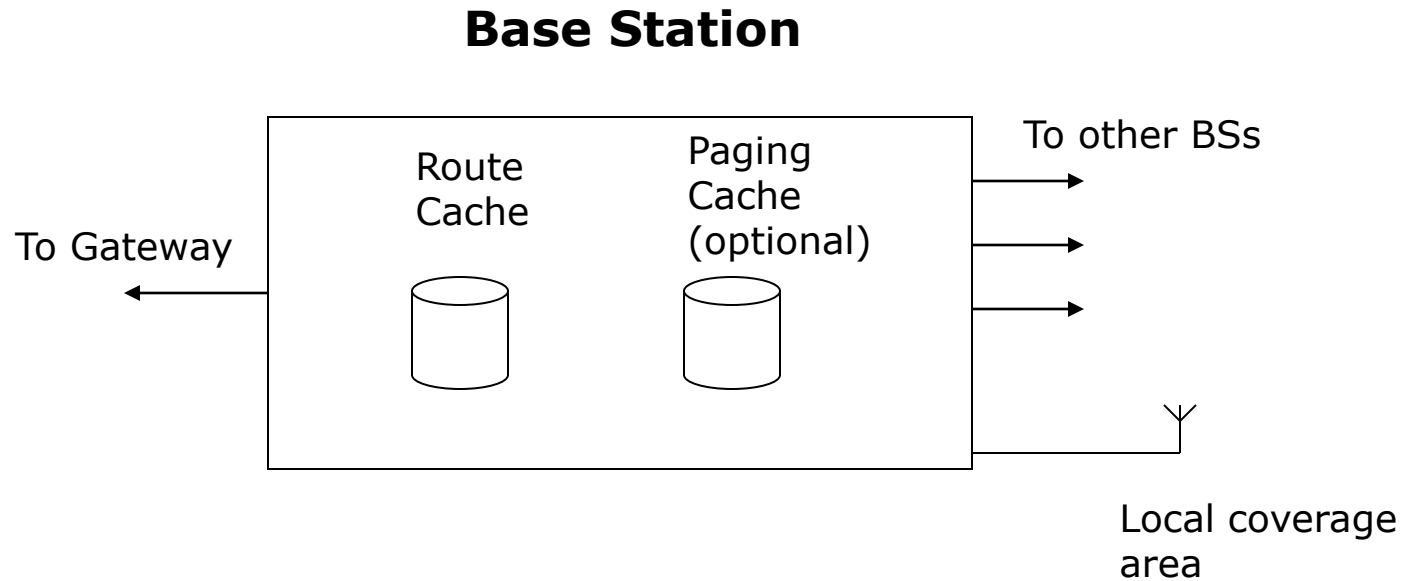 Base Station
To other BSs
Route
Cache
Paging
Cache
(optional)
To Gateway
Local coverage
area